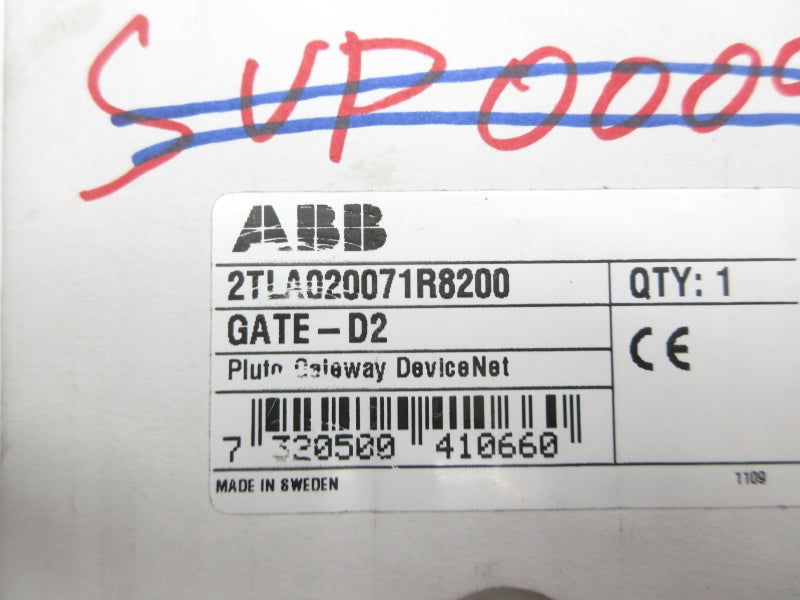 SVP000
ABB
2TLA020071R8200 QTY: 1
GATE-D2
CE
Pluto Gateway DeviceNet
7 320500 410660
MADE IN SWEDEN 1109